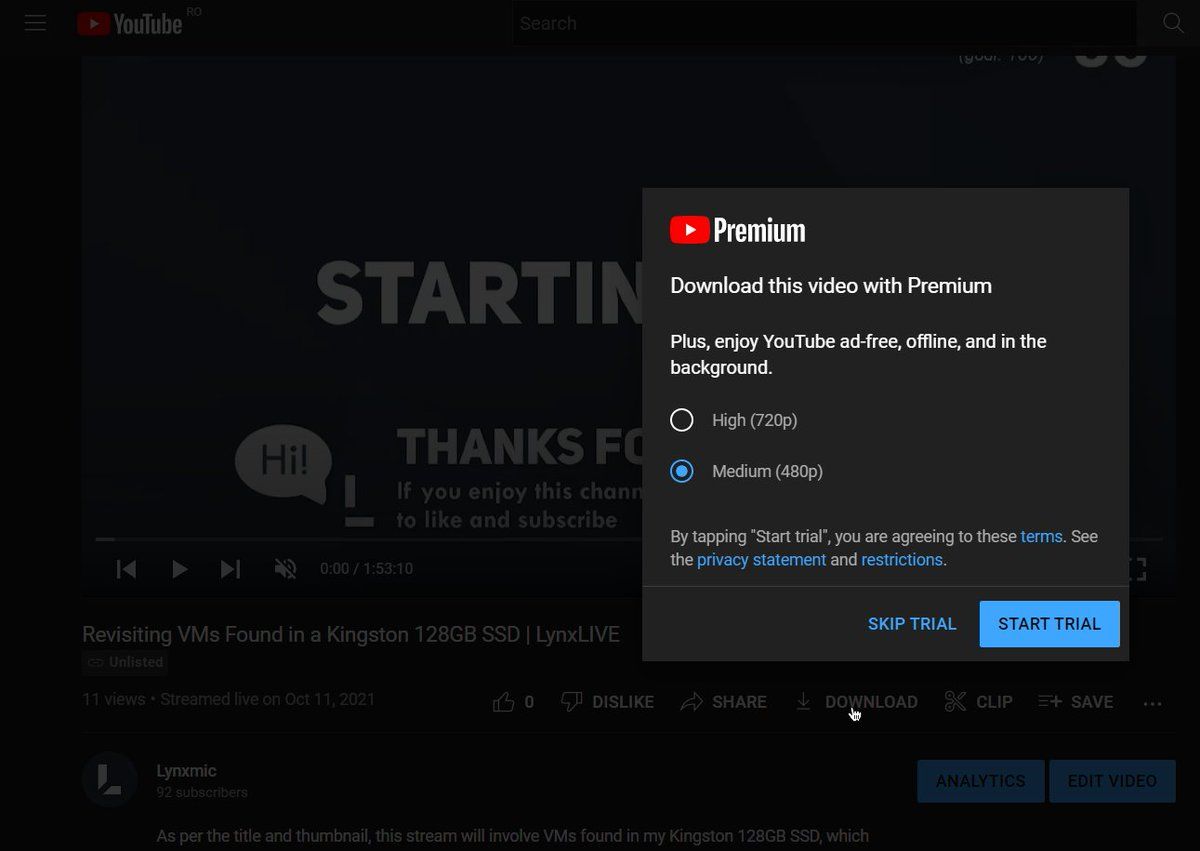 YouTube RO
Search
(goal: 100)
STARTIN
Hi!
THANKS FO
If you enjoy this chann
to like and subscribe
0:00 / 1:53:10
Premium
Download this video with Premium
Plus, enjoy YouTube ad-free, offline, and in the
background.
High (720p)
Medium (480p)
By tapping "Start trial", you are agreeing to these terms. See
the privacy statement and restrictions.
SKIP TRIAL
START TRIAL
Revisiting VMs Found in a Kingston 128GB SSD | LynxLIVE
Unlisted
11 views • Streamed live on Oct 11, 2021
0
DISLIKE
SHARE
DOWNLOAD
CLIP
SAVE
Lynxmic
92 subscribers
ANALYTICS
EDIT VIDEO
As per the title and thumbnail, this stream will involve VMs found in my Kingston 128GB SSD, which